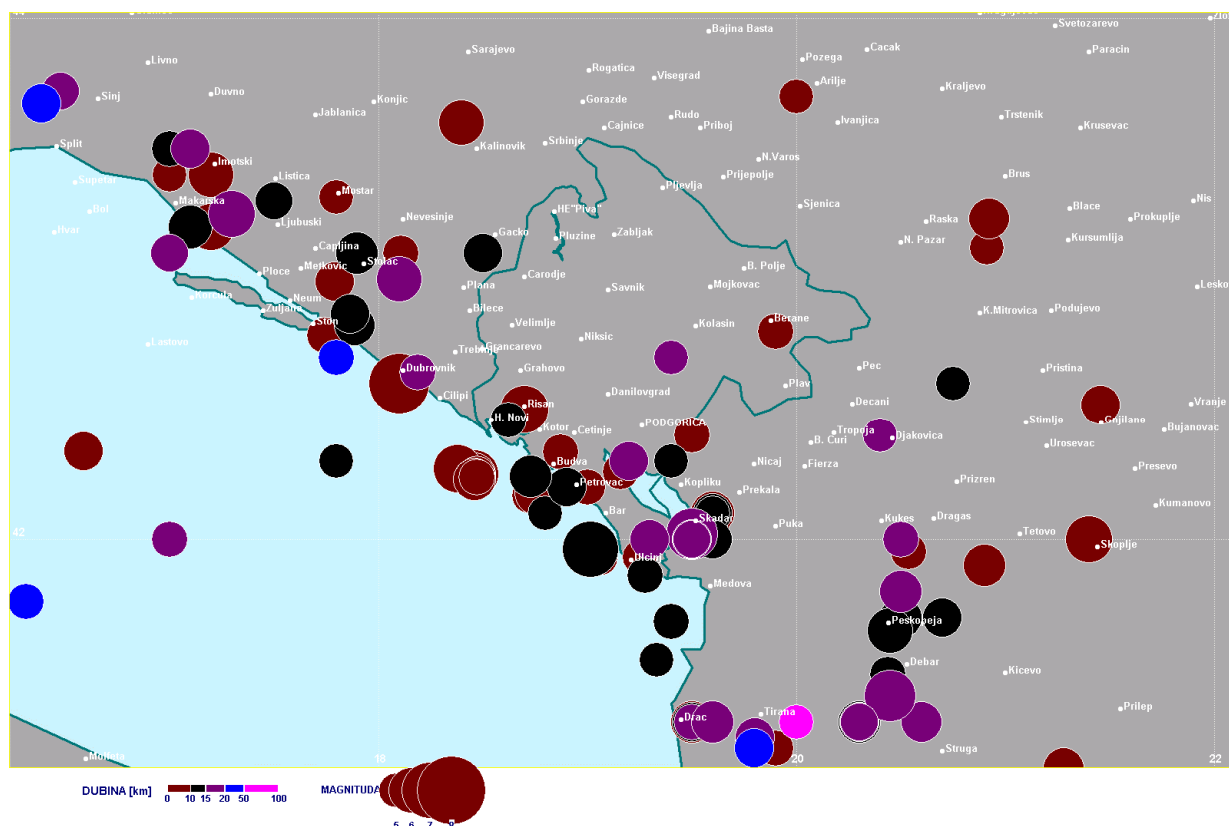 44
Bajina Basta
Svetozarevo
Cacak
Sarajevo
Paracin
Pozega
Livno
Rogatica
Visegrad
Arilje
Kraljevo
Sinj
Duvno
Konjic
Gorazde
Jablanica
Rudo
Ivanjica
Trstenik
Cajnice
Priboj
Krusevac
Split
Kalinovik
Srbinje
N.Varos
Imotski
Listica
Prijepolje
Brus
Supetar
Mostar
Pljevlja
Makarska
Sjenica
Nis
Bol
HE"Piva"
Blace
Nevesinje
Prokuplje
Ljubuski
Raska
Hvar
Gacko
Pluzine
Zabljak
N. Pazar
Kursumlija
Capljina
Stolac
Metkovic
B. Polje
Ploce
Carodje
Plana
Savnik
Mojkovac
Lesko
Korcula
Neum
Zuljana
Bilece
K.Mitrovica
Podujevo
Ston
Velimlje
Kolasin
Berane
Lastovo
Niksic
Trebinje
Grancarevo
Dubrovnik
Grahovo
Pec
Pristina
Plav
Cilipi
Danilovgrad
Risan
Decani
Vranje
H. Novi
Kotor
Cetinje
PODGORICA
Tropoja
Djakovica
Stimlje
Gnjilane
Bujanovac
B. Curi
Urosevac
Budva
Nicaj
Fierza
Presevo
Petrovac
Kopliku
Prekala
Prizren
Kumanovo
Bar
Skadar
Puka
Kukes
Dragas
Tetovo
42
Skoplje
Ulcinj
Medova
Peskopeja
Debar
Kicevo
Prilep
Drac
Tirana
Struga
Molfeta
18
20
22
DUBINA [km]
0 10 15 20 50 100
MAGNITUDA
5 6 7 8